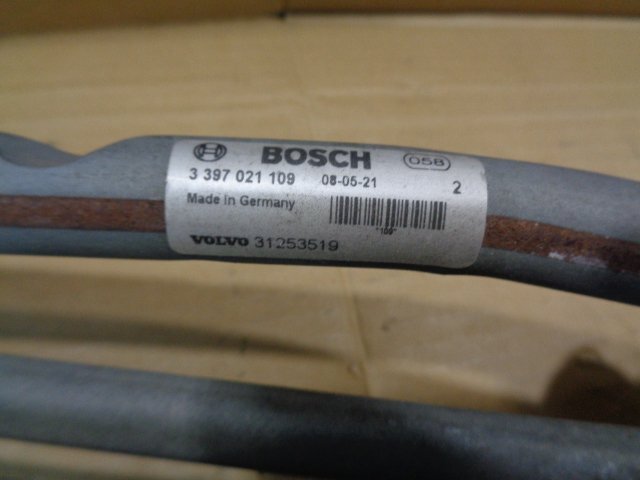 BOSCH 058
3 397 021 109 08-05-21 2
Made in Germany
"109"
VOLVO 31253519